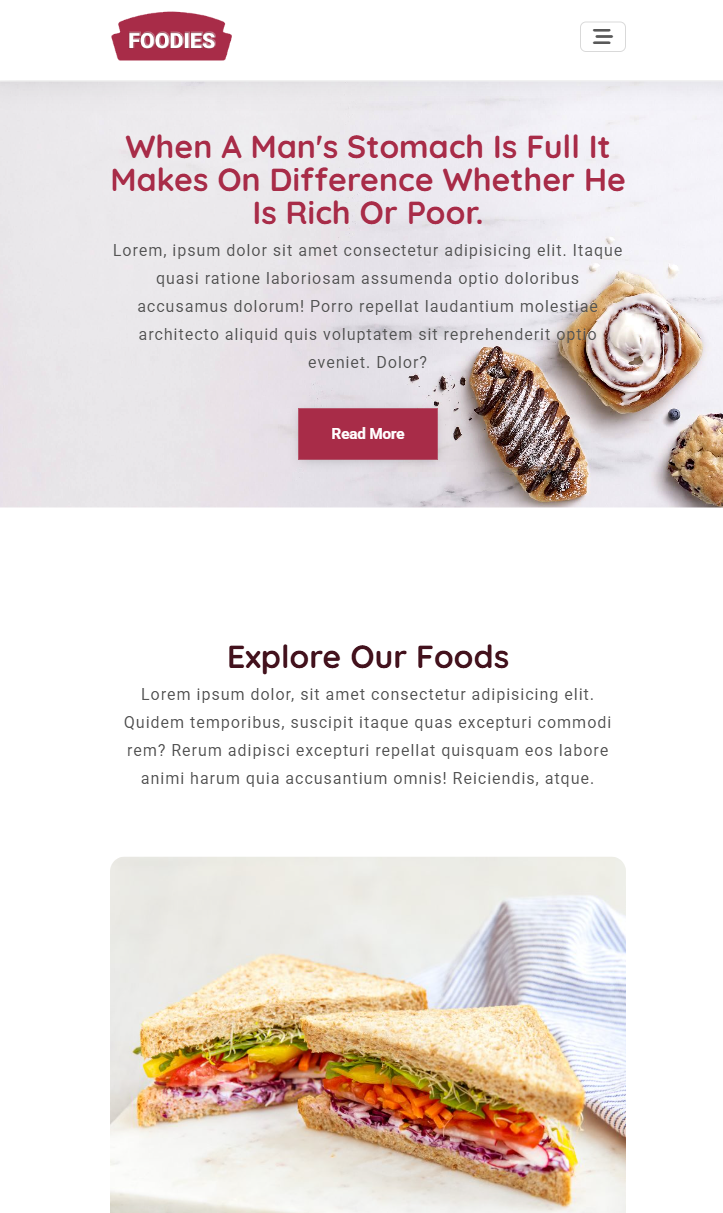 FOODIES
When A Man's Stomach Is Full It
Makes On Difference Whether He
Is Rich Or Poor.
Lorem, ipsum dolor sit amet consectetur adipisicing elit. Itaque
quasi ratione laboriosam assumenda optio doloribus
accusamus dolorum! Porro repellat laudantium molestiae
architecto aliquid quis voluptatem sit reprehenderit optio
eveniet. Dolor?
Read More
Explore Our Foods
Lorem ipsum dolor, sit amet consectetur adipisicing elit.
Quidem temporibus, suscipit itaque quas excepturi commodi
rem? Rerum adipisci excepturi repellat quisquam eos labore
animi harum quia accusantium omnis! Reiciendis, atque.